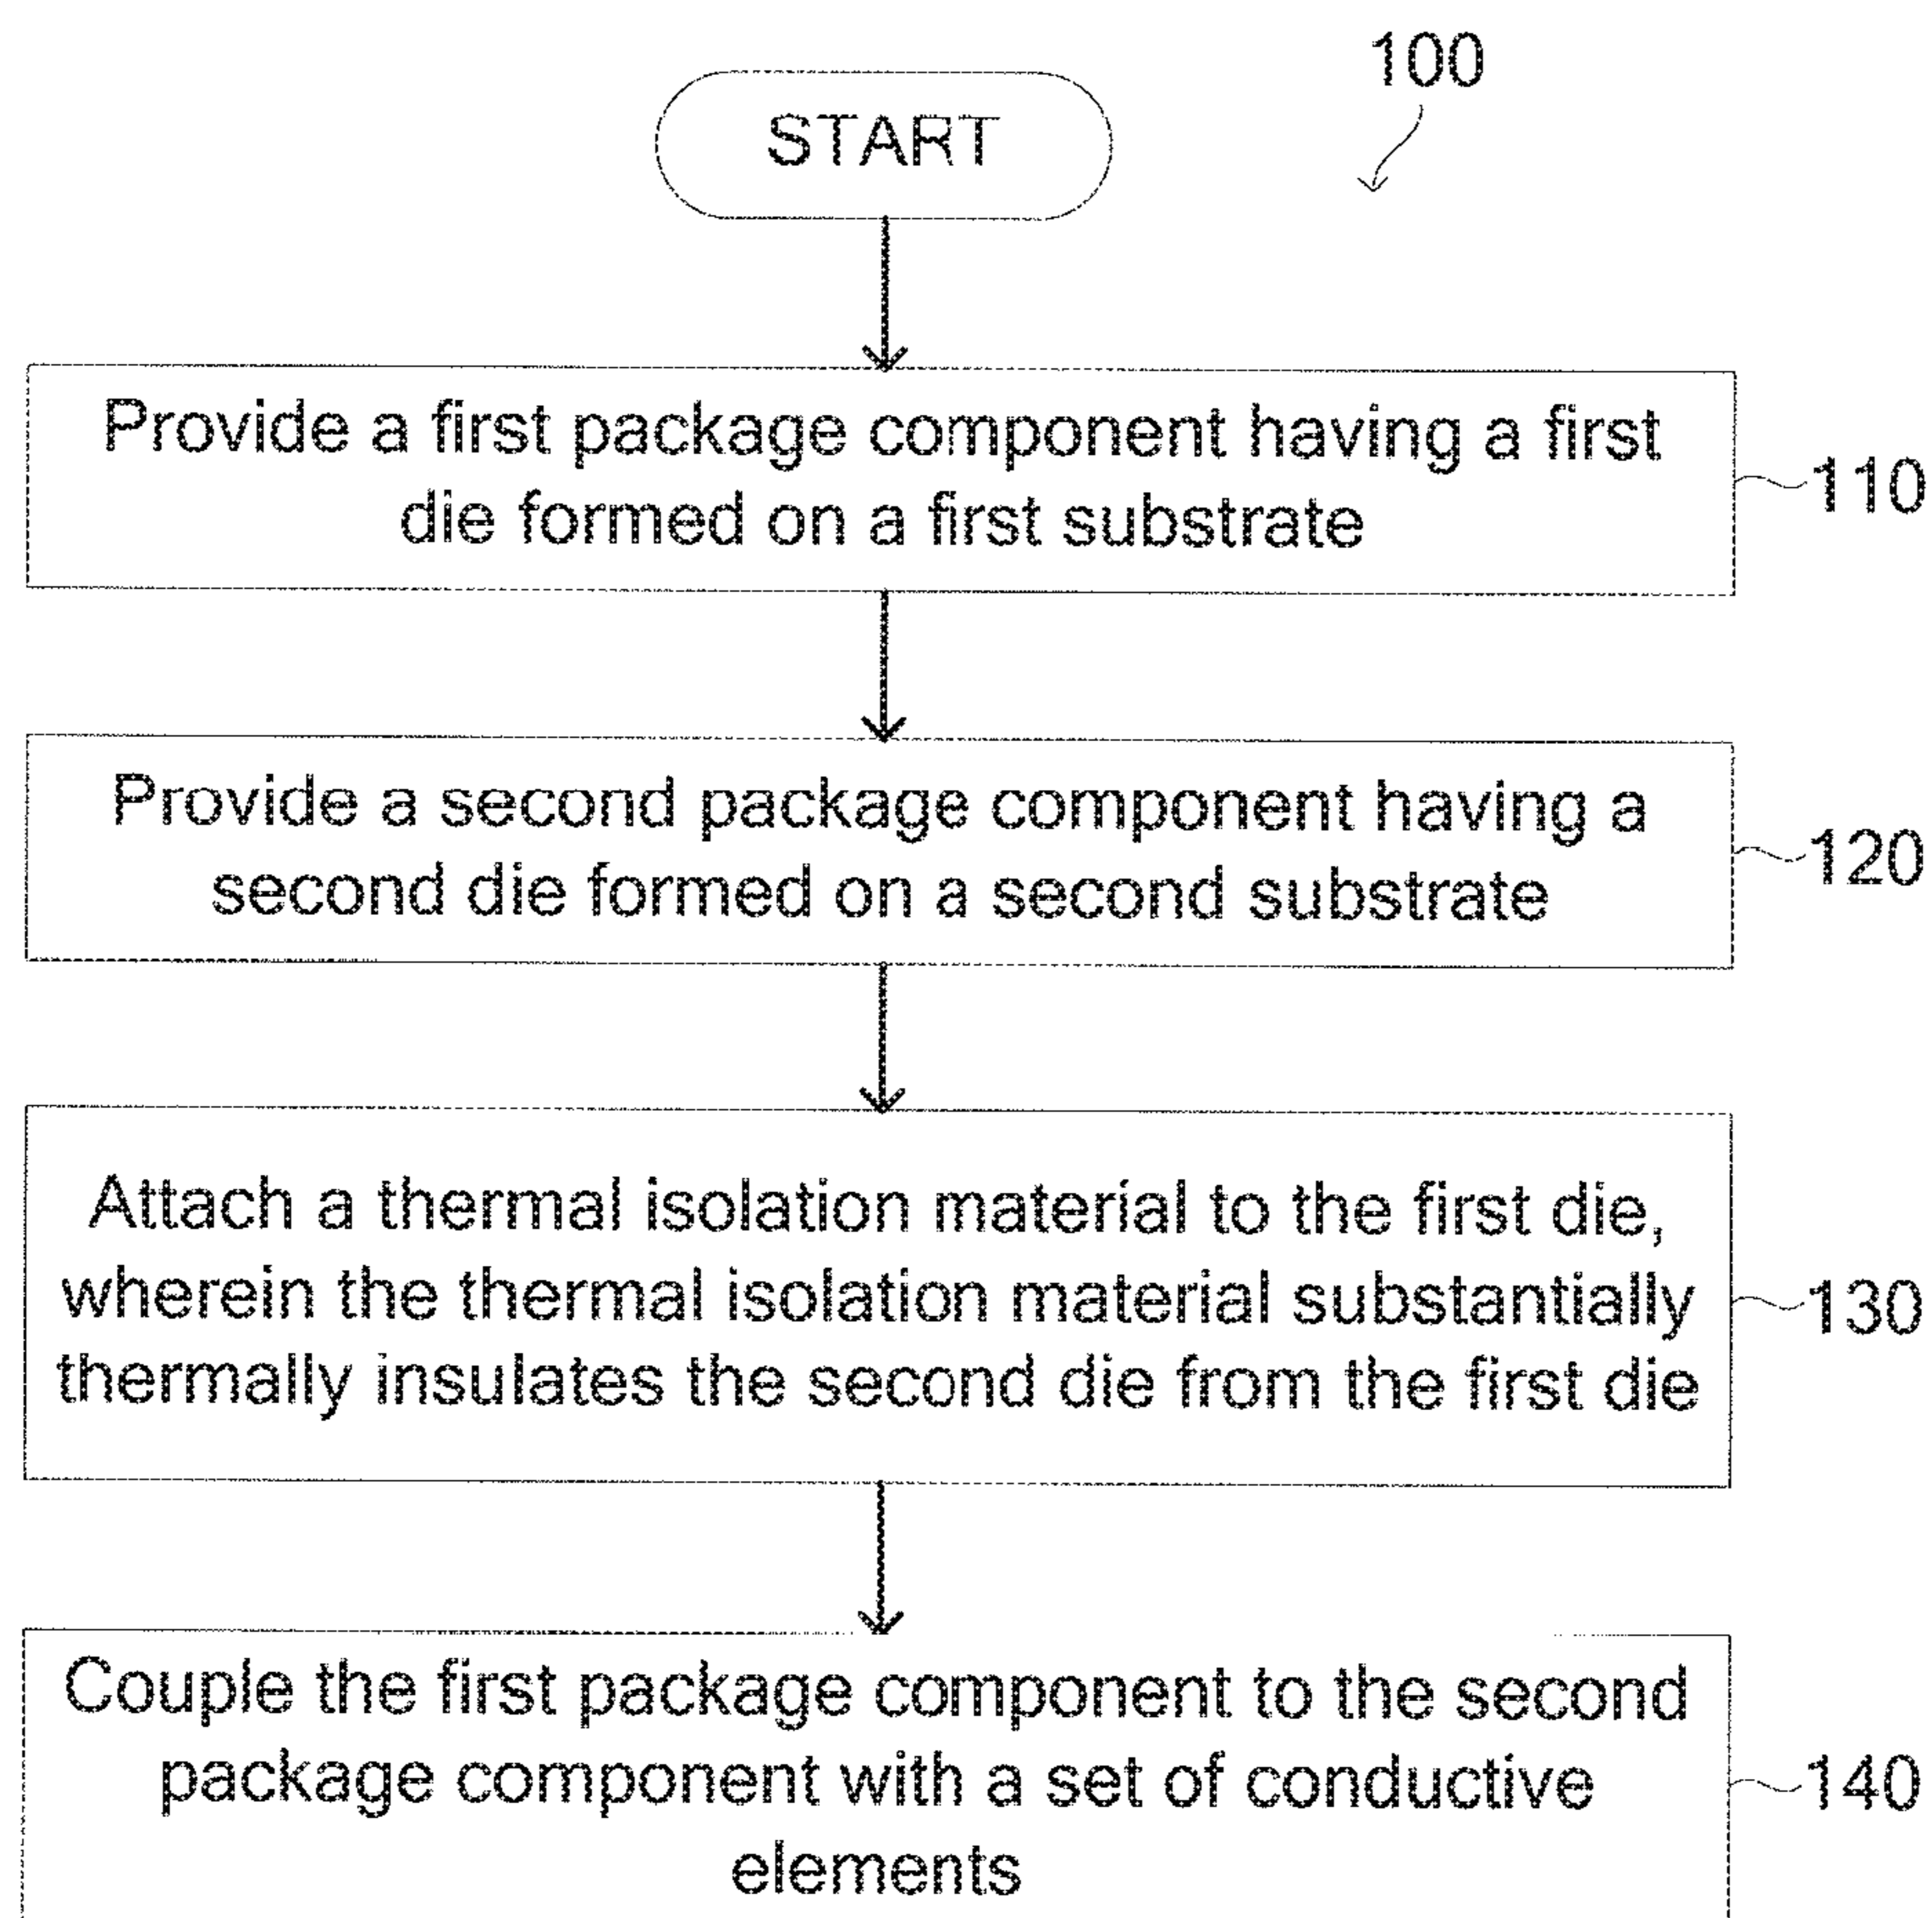 100
START
Provide a first package component having a first
die formed on a first substrate
110
Provide a second package component having a
second die formed on a second substrate
120
Attach a thermal isolation material to the first die,
wherein the thermal isolation material substantially
thermally insulates the second die from the first die
130
Couple the first package component to the second
package component with a set of conductive
elements
140